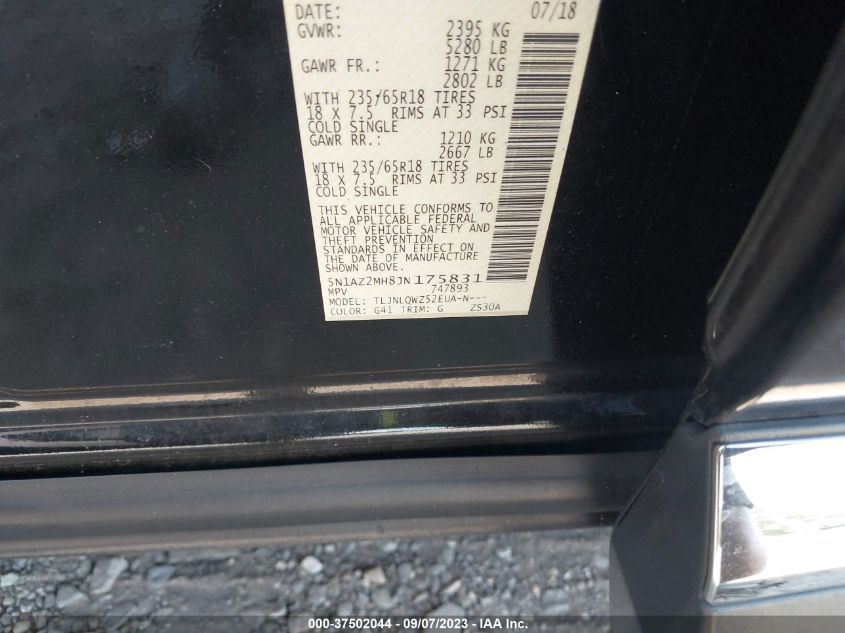 DATE: 07/18
GVWR: 2395 KG
5280 LB
GAWR FR.: 1271 KG
2802 LB
WITH 235/65R18 TIRES
18 X 7.5 RIMS AT 33 PSI
COLD SINGLE
GAWR RR.: 1210 KG
2667 LB
WITH 235/65R18 TIRES
18 X 7.5 RIMS AT 33 PSI
COLD SINGLE
THIS VEHICLE CONFORMS TO
ALL APPLICABLE FEDERAL
MOTOR VEHICLE SAFETY AND
THEFT PREVENTION
STANDARDS IN EFFECT ON
THE DATE OF MANUFACTURE
SHOWN ABOVE.
5N1AZ2MH8JN175831
MPV 747893
MODEL: TLJNLQWZ52EUA-N---
COLOR: G41 TRIM: G ZS30A
000-37502044 - 09/07/2023 - IAA Inc.